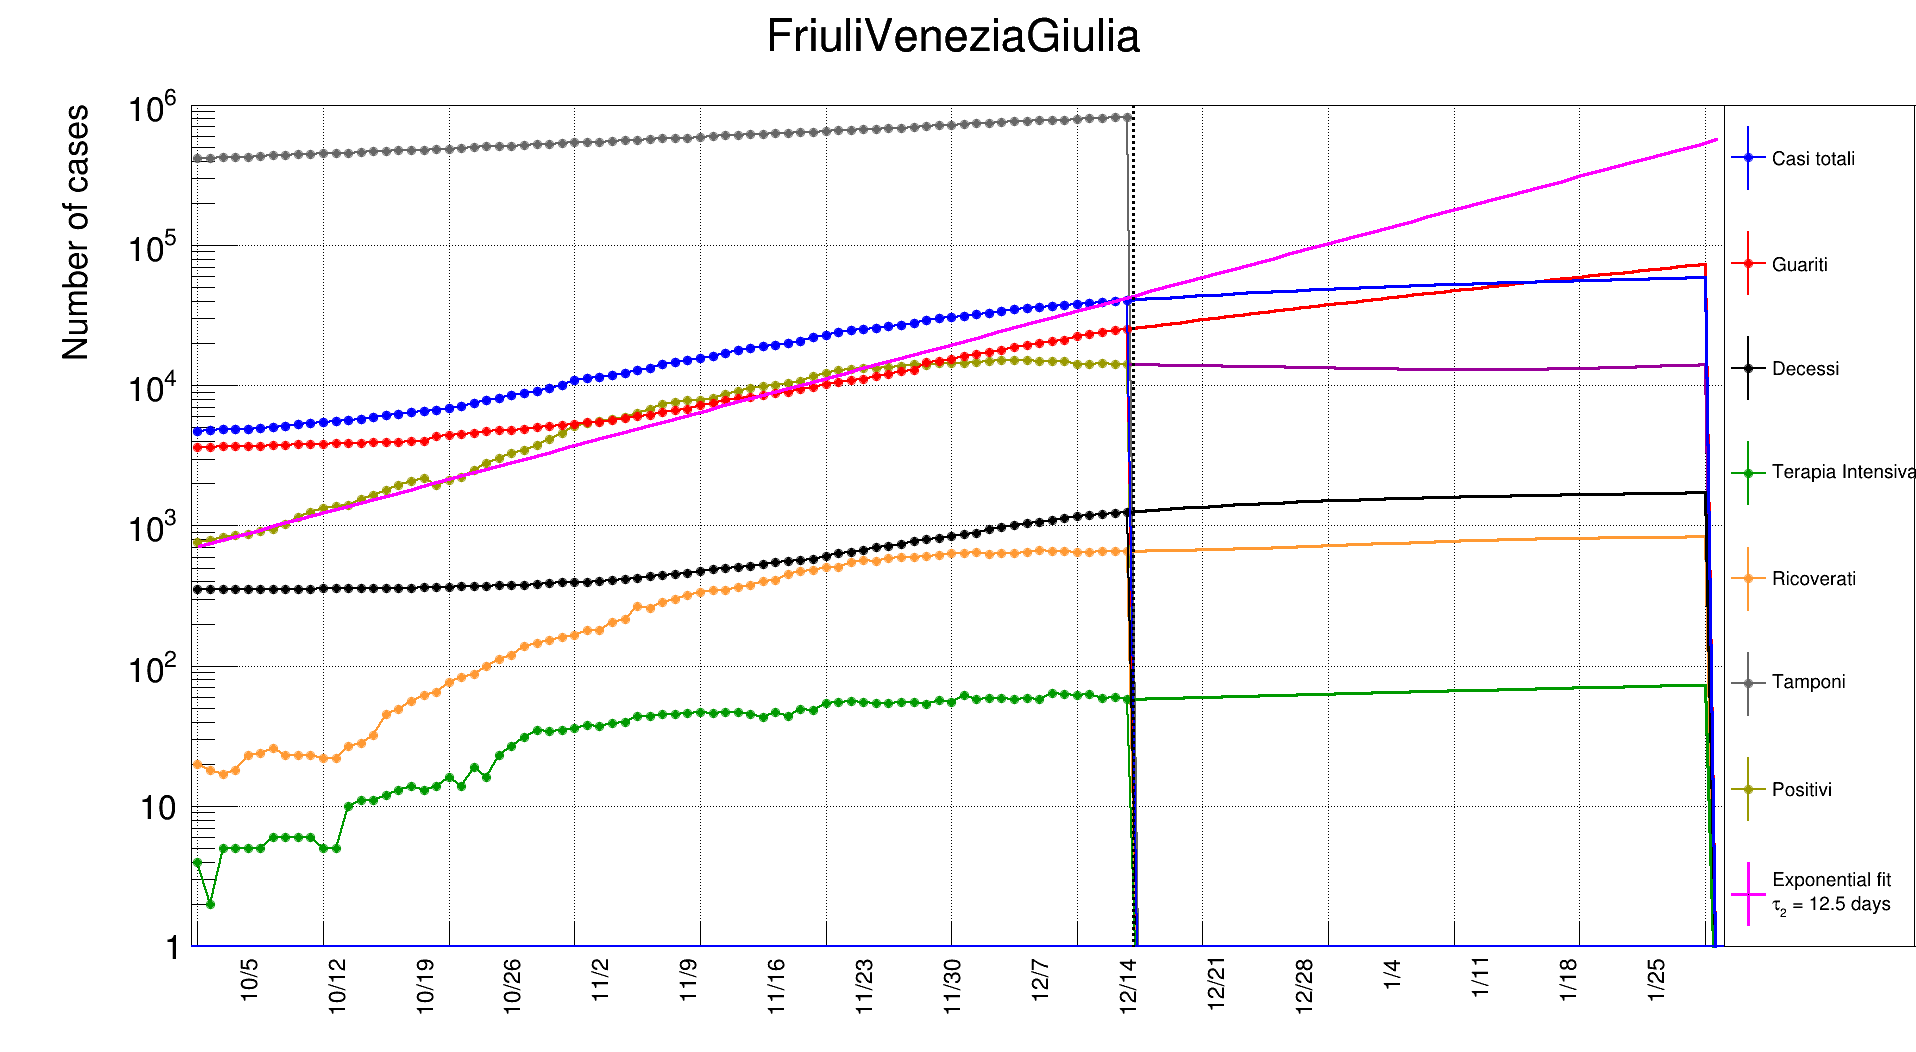 FriuliVeneziaGiulia
Number of cases
10^6
10^5
10^4
10^3
10^2
10
1
10/5
10/12
10/19
10/26
11/2
11/9
11/16
11/23
11/30
12/7
12/14
12/21
12/28
1/4
1/11
1/18
1/25
Casi totali
Guariti
Decessi
Terapia Intensiva
Ricoverati
Tamponi
Positivi
Exponential fit
τ₂ = 12.5 days